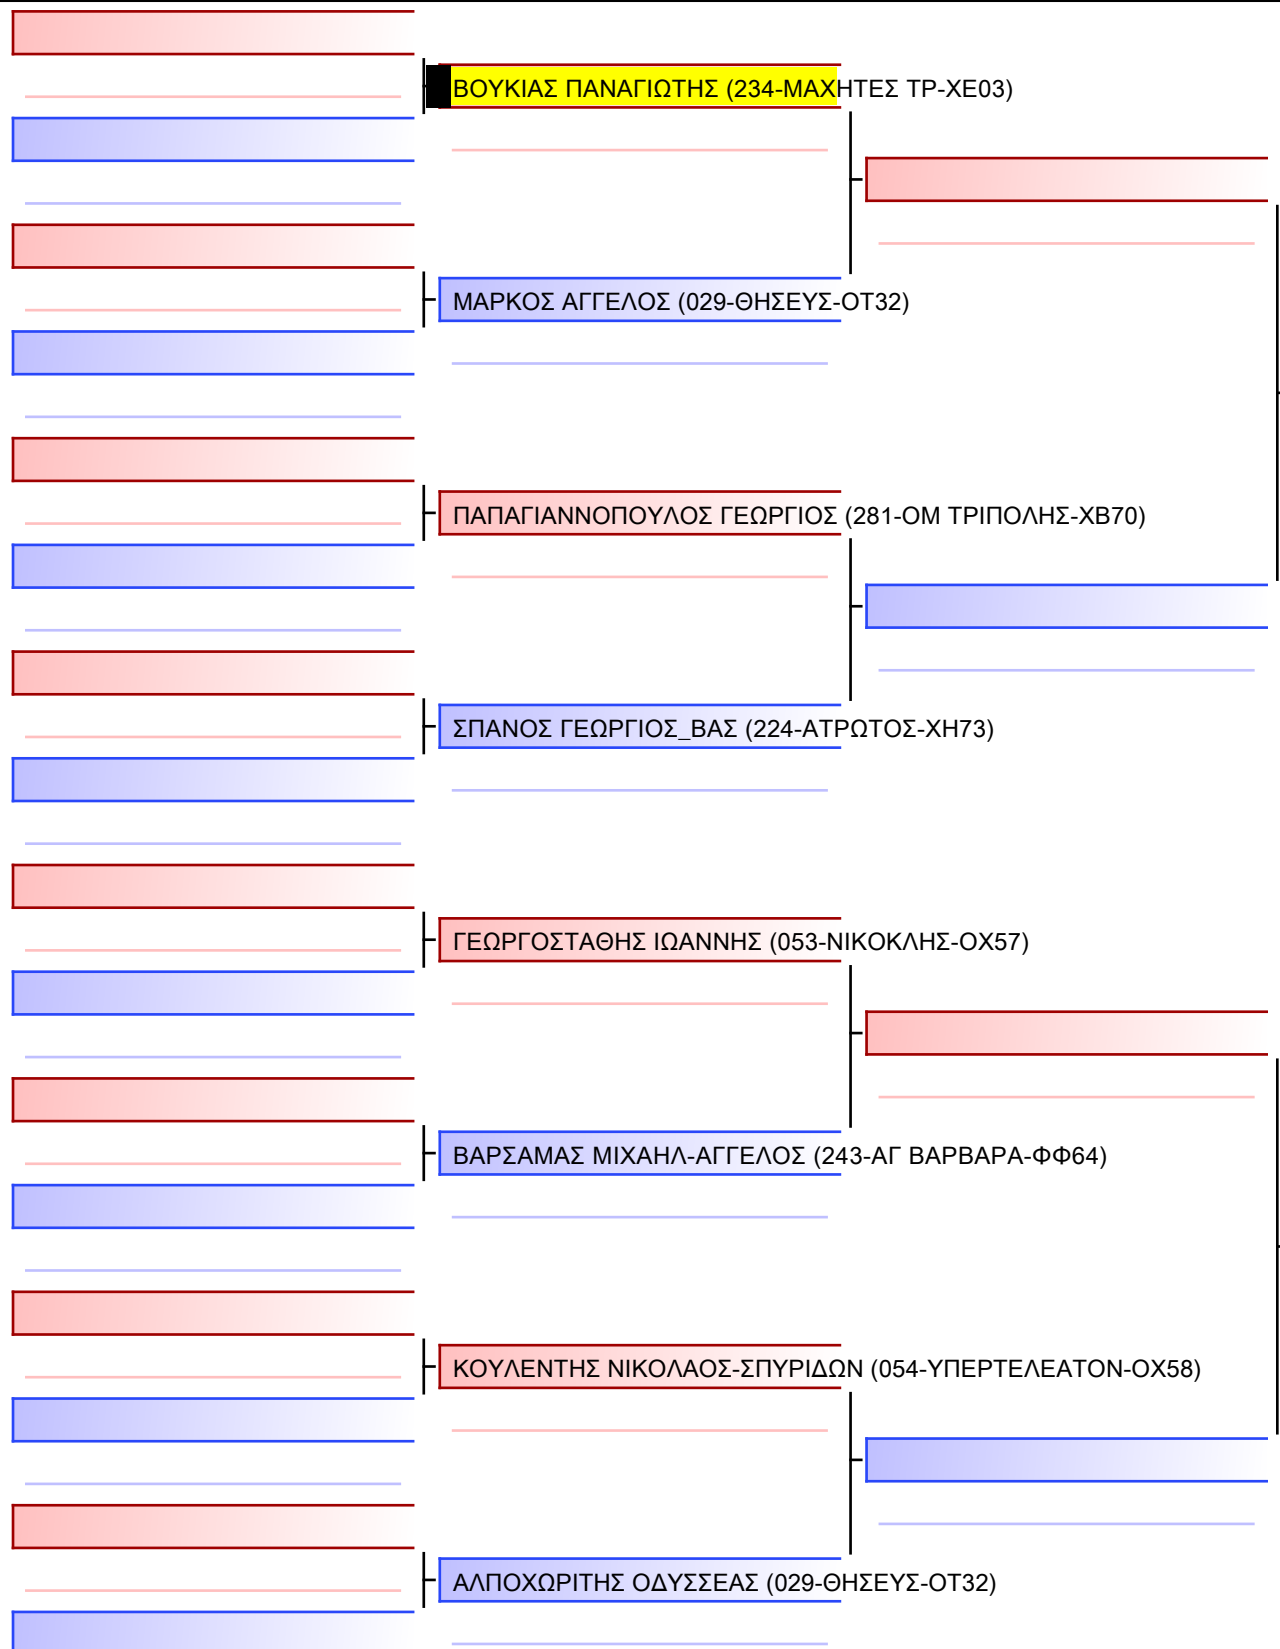 ΒΟΥΚΙΑΣ ΠΑΝΑΓΙΩΤΗΣ (234-ΜΑΧΗΤΕΣ ΤΡ-ΧΕ03)
ΜΑΡΚΟΣ ΑΓΓΕΛΟΣ (029-ΘΗΣΕΥΣ-ΟΤ32)
ΠΑΠΑΓΙΑΝΝΟΠΟΥΛΟΣ ΓΕΩΡΓΙΟΣ (281-ΟΜ ΤΡΙΠΟΛΗΣ-ΧΒ70)
ΣΠΑΝΟΣ ΓΕΩΡΓΙΟΣ_ΒΑΣ (224-ΑΤΡΩΤΟΣ-ΧΗ73)
ΓΕΩΡΓΟΣΤΑΘΗΣ ΙΩΑΝΝΗΣ (053-ΝΙΚΟΚΛΗΣ-ΟΧ57)
ΒΑΡΣΑΜΑΣ ΜΙΧΑΗΛ-ΑΓΓΕΛΟΣ (243-ΑΓ ΒΑΡΒΑΡΑ-ΦΦ64)
ΚΟΥΛΕΝΤΗΣ ΝΙΚΟΛΑΟΣ-ΣΠΥΡΙΔΩΝ (054-ΥΠΕΡΤΕΛΕΑΤΟΝ-ΟΧ58)
ΑΛΠΟΧΩΡΙΤΗΣ ΟΔΥΣΣΕΑΣ (029-ΘΗΣΕΥΣ-ΟΤ32)